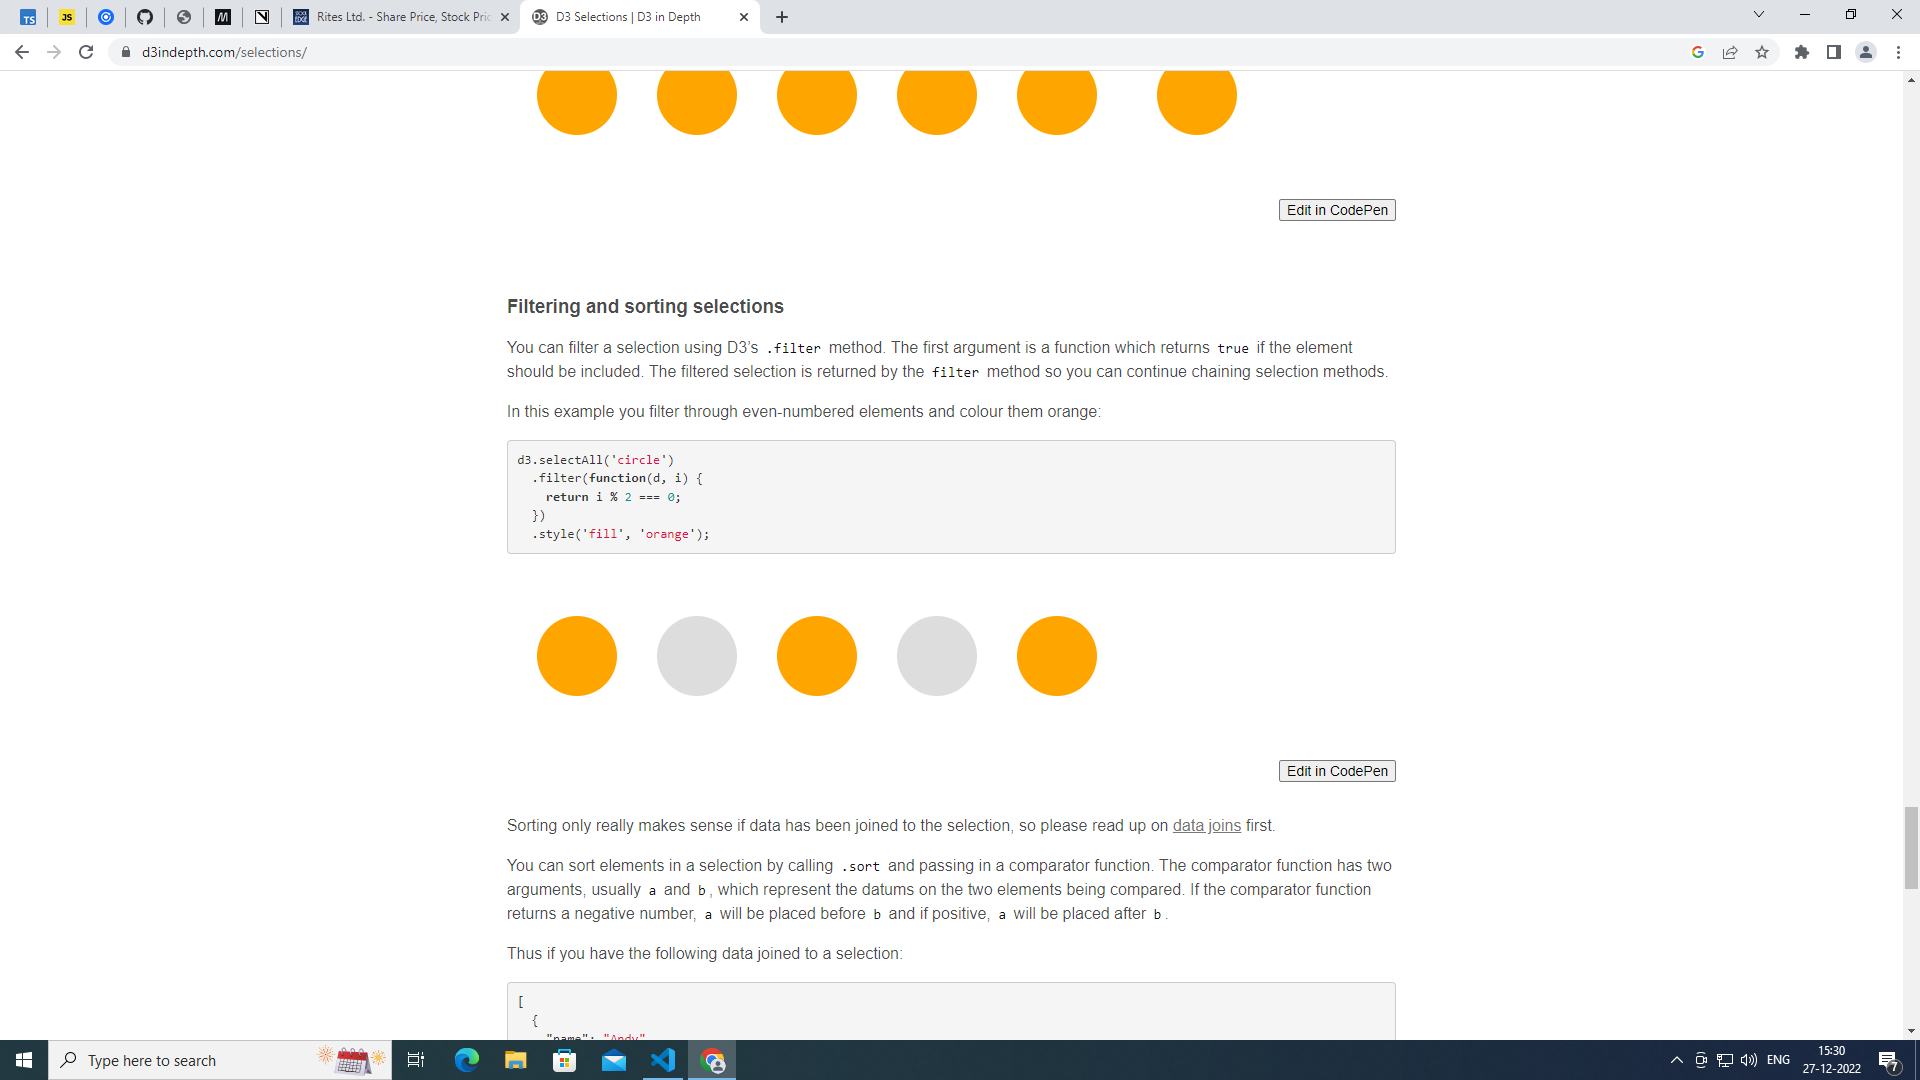 TS
JS
M
Rites Ltd. - Share Price, Stock Pric
D3
D3 Selections | D3 in Depth
d3indepth.com/selections/
Edit in CodePen
Filtering and sorting selections
You can filter a selection using D3’s .filter method. The first argument is a function which returns true if the element
should be included. The filtered selection is returned by the filter method so you can continue chaining selection methods.
In this example you filter through even-numbered elements and colour them orange:
d3.selectAll('circle')
.filter(function(d, i) {
return i % 2 === 0;
})
.style('fill', 'orange');
Edit in CodePen
Sorting only really makes sense if data has been joined to the selection, so please read up on data joins first.
You can sort elements in a selection by calling .sort and passing in a comparator function. The comparator function has two
arguments, usually a and b, which represent the datums on the two elements being compared. If the comparator function
returns a negative number, a will be placed before b and if positive, a will be placed after b.
Thus if you have the following data joined to a selection:
[
{
"name": "Andy"
Type here to search
ENG
15:30
27-12-2022
7